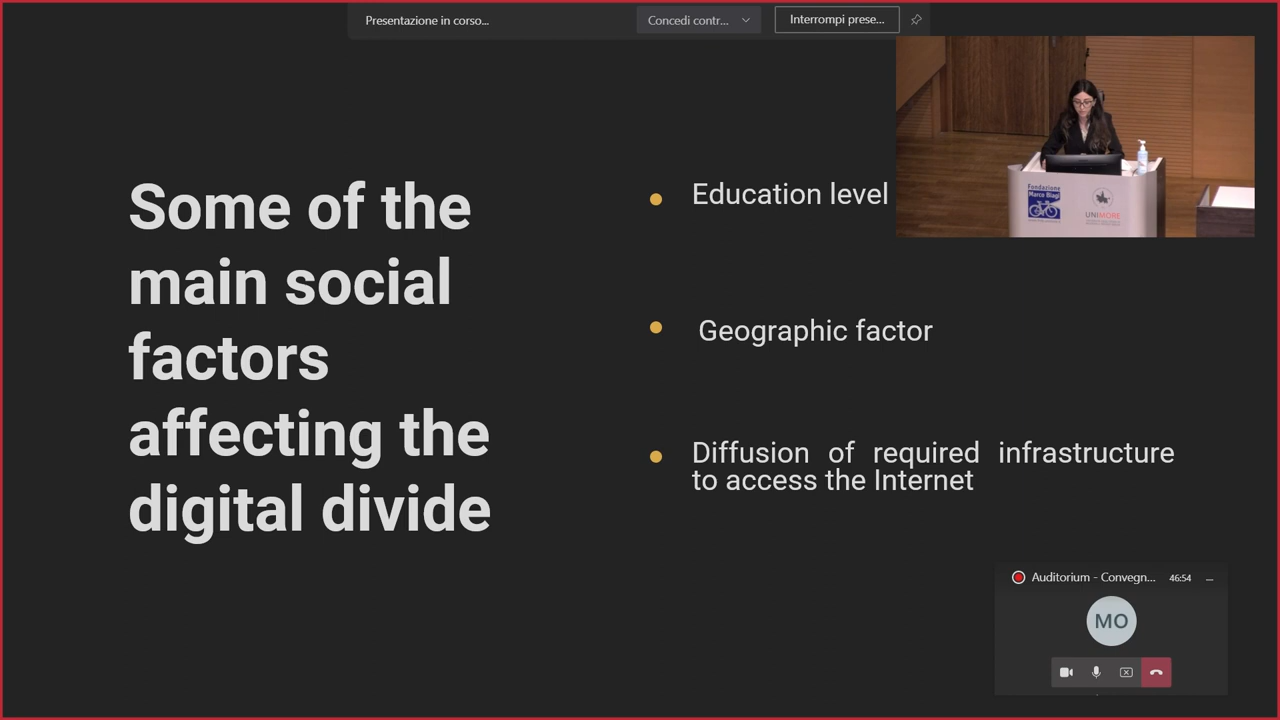 Presentazione in corso...
Concedi contr...
Interrompi prese...
Some of the
main social
factors
affecting the
digital divide
Education level
Geographic factor
Diffusion of required infrastructure
to access the Internet
Fondazione
Marco Biagi
UNIMORE
Auditorium - Convegn...
46:54
MO